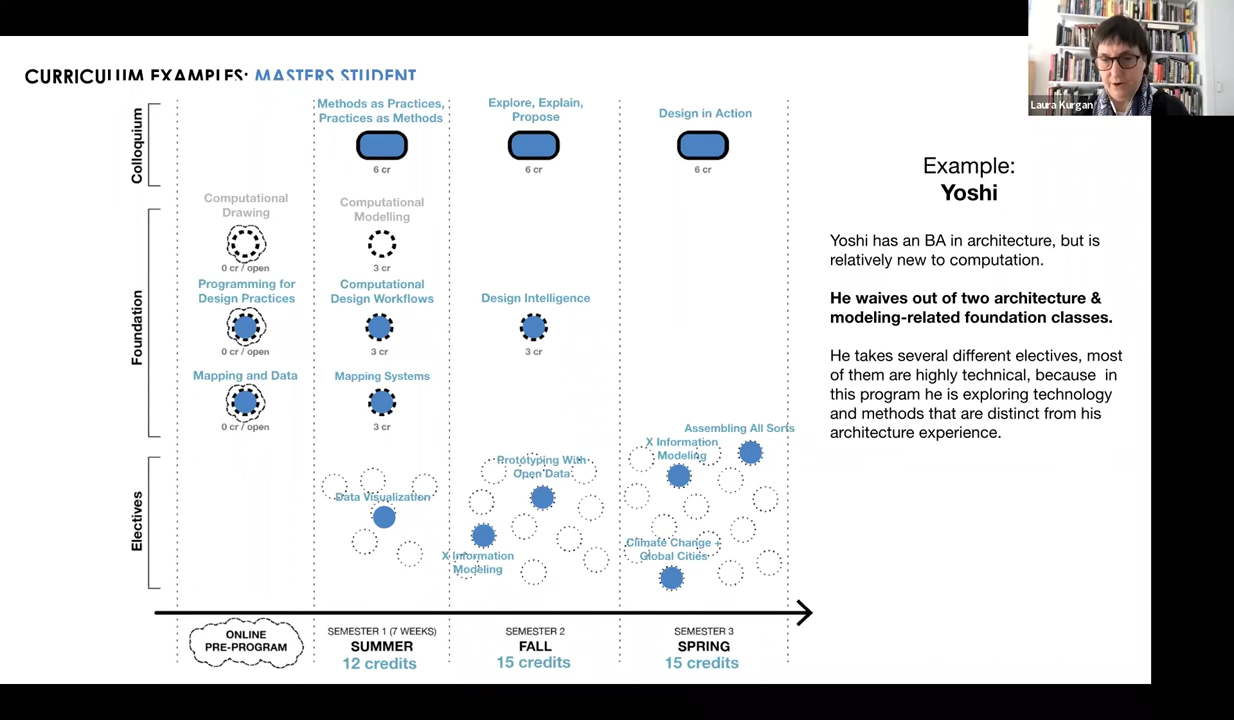 CURRICULUM EXAMPLES: MASTERS STUDENT
Laura Kurgan
Colloquium
Methods as Practices,
Practices as Methods
6 cr
Explore, Explain,
Propose
6 cr
Design in Action
6 cr
Foundation
Computational
Drawing
0 cr / open
Computational
Modelling
3 cr
Programming for
Design Practices
0 cr / open
Computational
Design Workflows
3 cr
Design Intelligence
3 cr
Mapping and Data
0 cr / open
Mapping Systems
3 cr
Electives
Data Visualization
Prototyping With
Open Data
X Information
Modeling
Assembling All Sorts
X Information
Modeling
Climate Change +
Global Cities
ONLINE
PRE-PROGRAM
SEMESTER 1 (7 WEEKS)
SUMMER
12 credits
SEMESTER 2
FALL
15 credits
SEMESTER 3
SPRING
15 credits
Example:
Yoshi
Yoshi has an BA in architecture, but is
relatively new to computation.
He waives out of two architecture &
modeling-related foundation classes.
He takes several different electives, most
of them are highly technical, because in
this program he is exploring technology
and methods that are distinct from his
architecture experience.